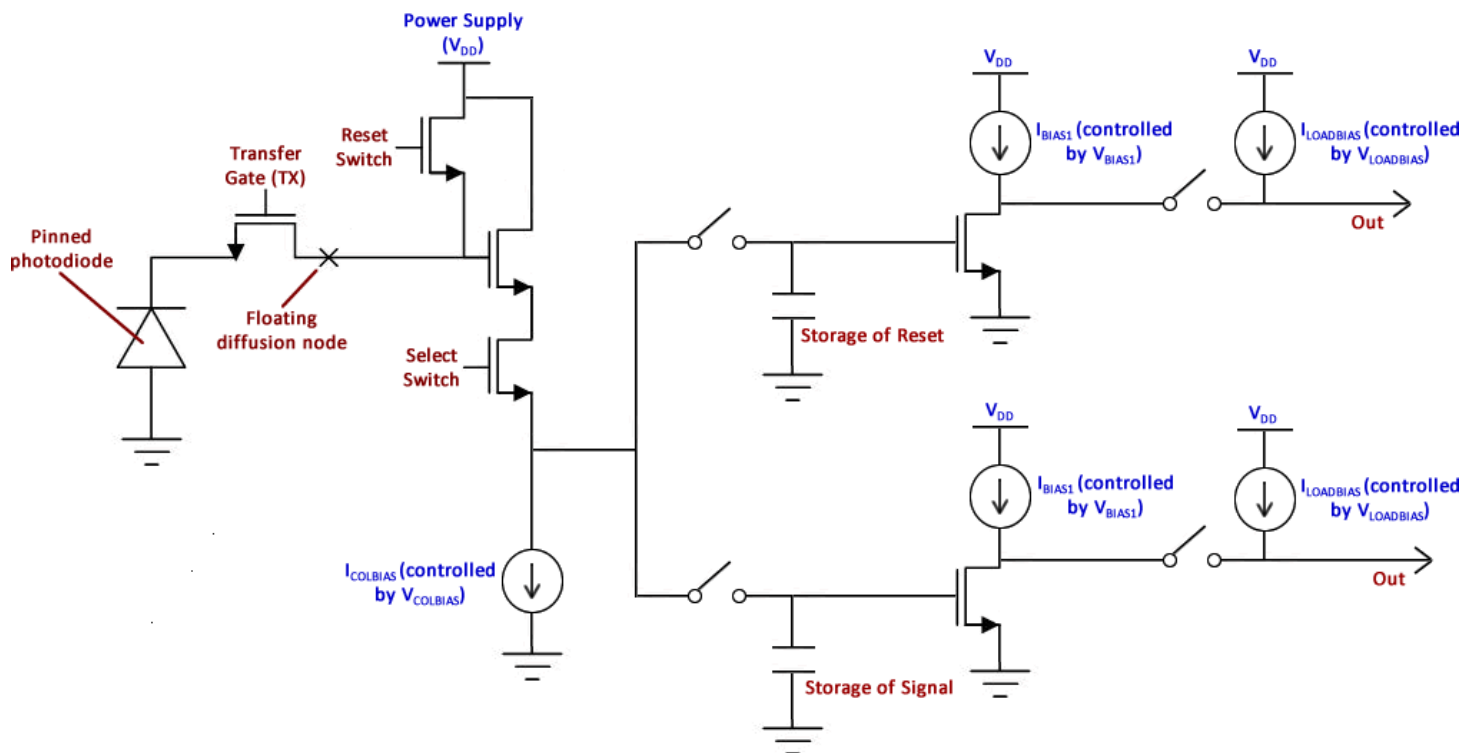 Power Supply
(VDD)
Reset
Switch
Transfer
Gate (TX)
Pinned
photodiode
Floating
diffusion node
Select
Switch
ICOLBIAS (controlled
by VCOLBIAS)
Storage of Reset
VDD
IBIAS1 (controlled
by VBIAS1)
VDD
ILOADBIAS (controlled
by VLOADBIAS)
Out
Storage of Signal
VDD
IBIAS1 (controlled
by VBIAS1)
VDD
ILOADBIAS (controlled
by VLOADBIAS)
Out